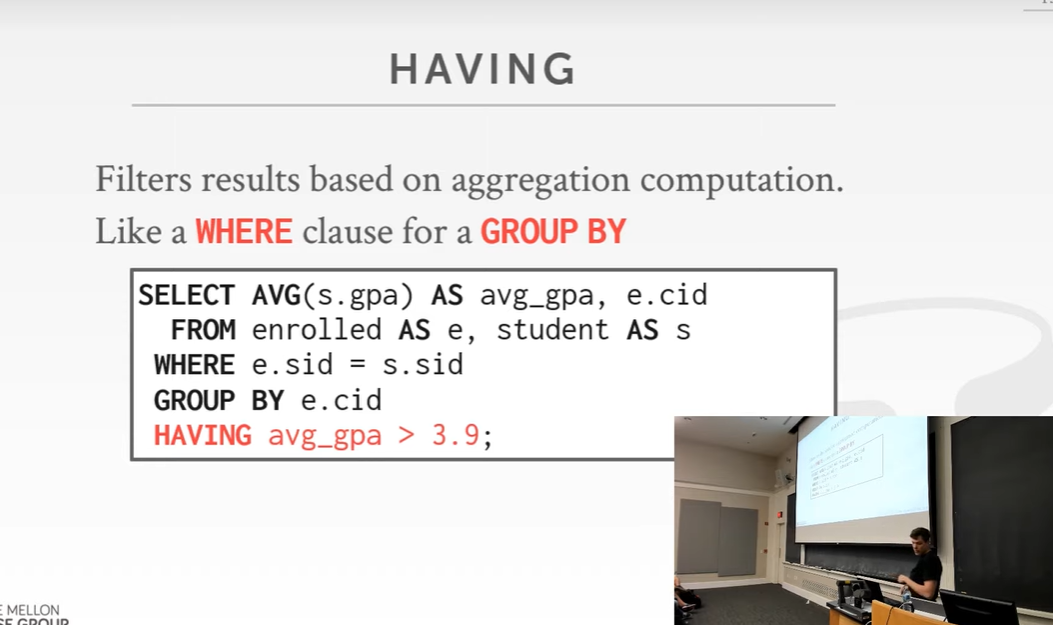 HAVING
Filters results based on aggregation computation.
Like a WHERE clause for a GROUP BY
SELECT AVG(s.gpa) AS avg_gpa, e.cid
FROM enrolled AS e, student AS s
WHERE e.sid = s.sid
GROUP BY e.cid
HAVING avg_gpa > 3.9;
E MELLON
SE GROUP